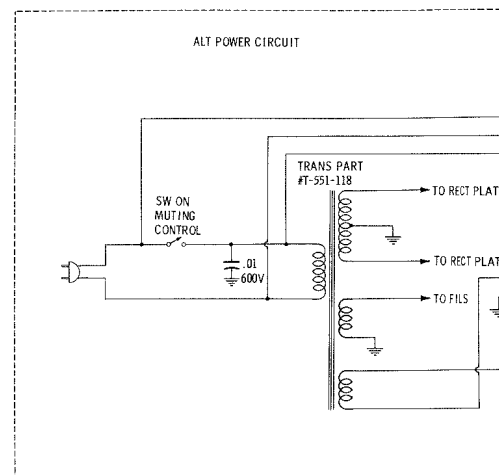 ALT POWER CIRCUIT
TRANS PART
#T-551-118
TO RECT PLAT
SW ON
MUTING
CONTROL
.01
600V
TO RECT PLAT
TO FILS